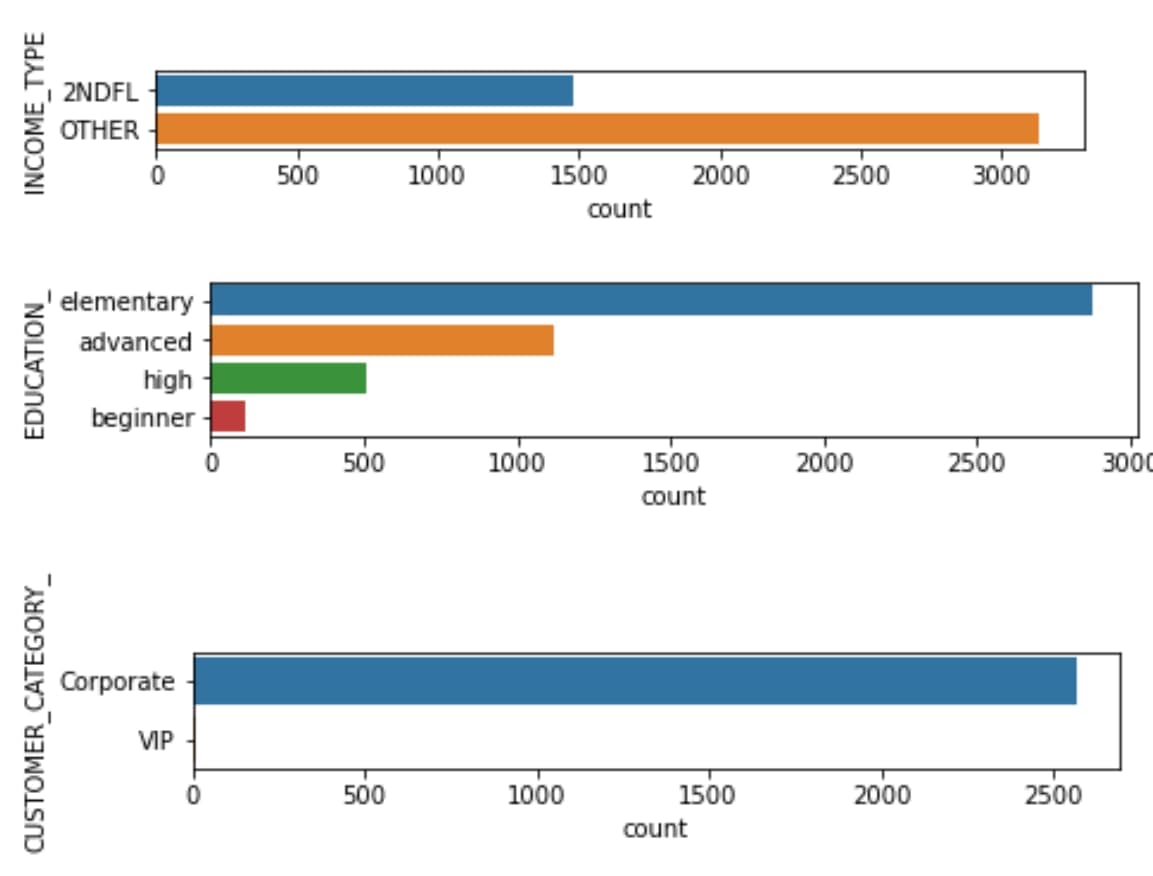 INCOME_TYPE
2NDFL
OTHER
0 500 1000 1500 2000 2500 3000
count
EDUCATION_
elementary
advanced
high
beginner
0 500 1000 1500 2000 2500 3000
count
CUSTOMER_CATEGORY_
Corporate
VIP
0 500 1000 1500 2000 2500
count